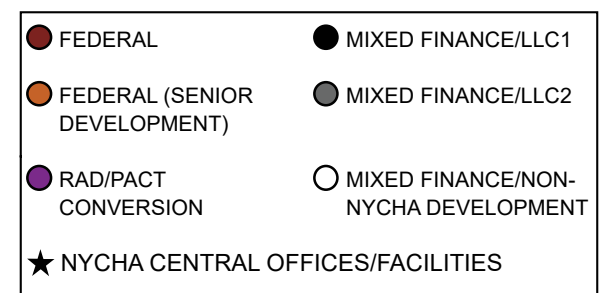 FEDERAL
MIXED FINANCE/LLC1
FEDERAL (SENIOR
DEVELOPMENT)
MIXED FINANCE/LLC2
RAD/PACT
CONVERSION
MIXED FINANCE/NON-
NYCHA DEVELOPMENT
NYCHA CENTRAL OFFICES/FACILITIES